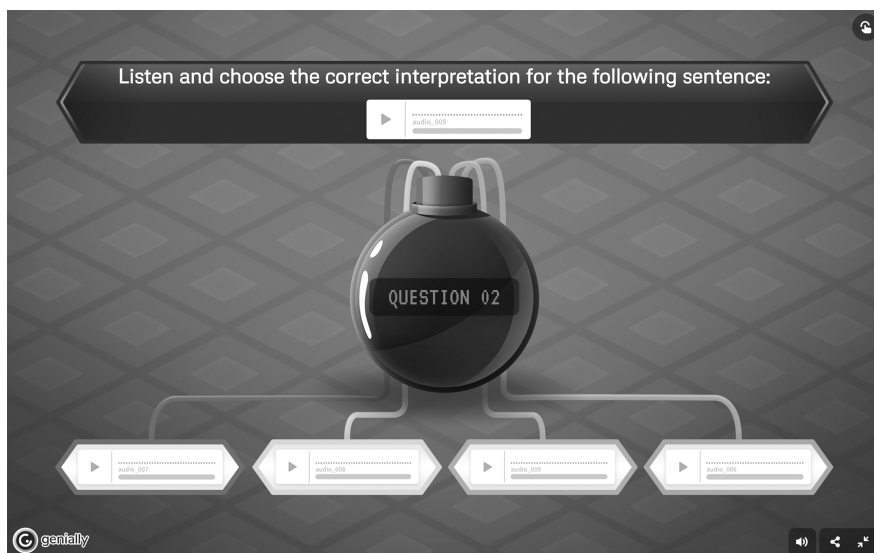 Listen and choose the correct interpretation for the following sentence:
audio_005
QUESTION 02
audio_007
audio_008
audio_009
audio_006
genially